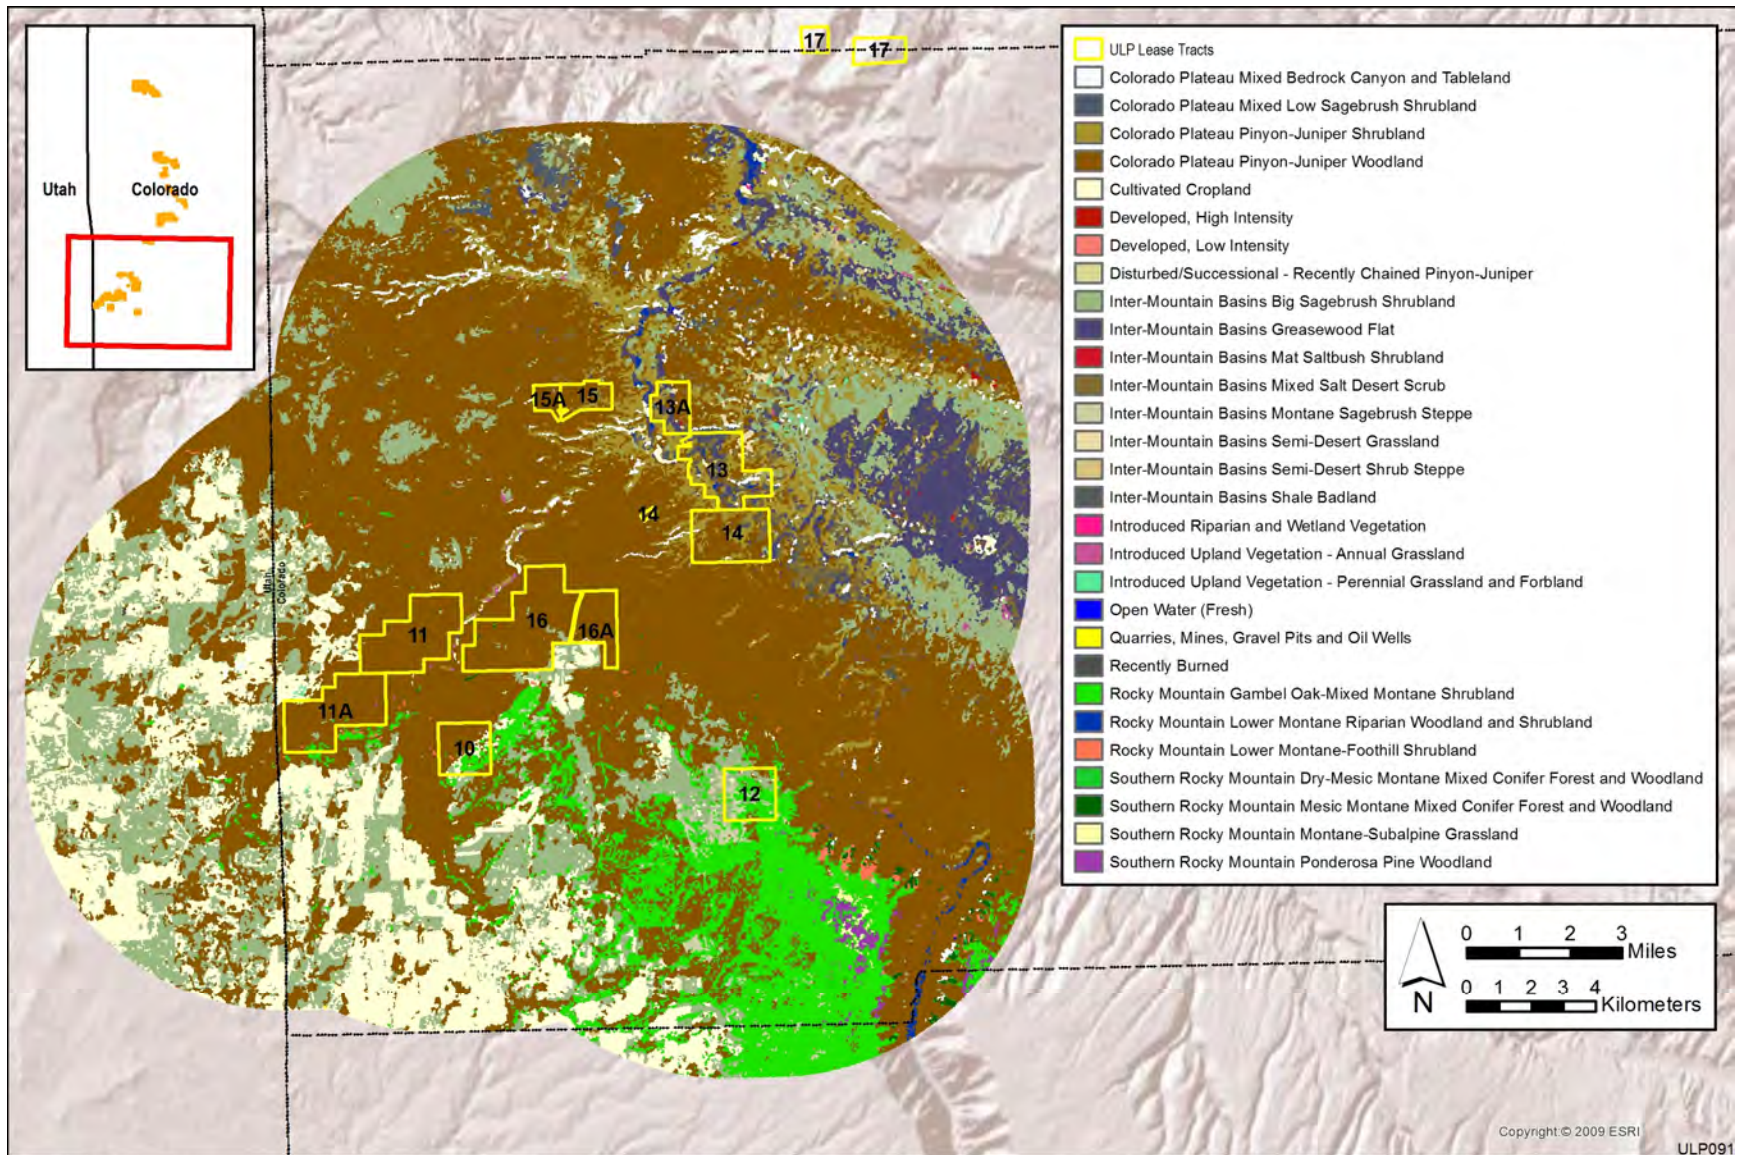 Utah
Colorado
17
17
15A
15
13A
13
14
14
16
16A
11
11A
10
12
Utah
Colorado
ULP Lease Tracts
Colorado Plateau Mixed Bedrock Canyon and Tableland
Colorado Plateau Mixed Low Sagebrush Shrubland
Colorado Plateau Pinyon-Juniper Shrubland
Colorado Plateau Pinyon-Juniper Woodland
Cultivated Cropland
Developed, High Intensity
Developed, Low Intensity
Disturbed/Successional - Recently Chained Pinyon-Juniper
Inter-Mountain Basins Big Sagebrush Shrubland
Inter-Mountain Basins Greasewood Flat
Inter-Mountain Basins Mat Saltbush Shrubland
Inter-Mountain Basins Mixed Salt Desert Scrub
Inter-Mountain Basins Montane Sagebrush Steppe
Inter-Mountain Basins Semi-Desert Grassland
Inter-Mountain Basins Semi-Desert Shrub Steppe
Inter-Mountain Basins Shale Badland
Introduced Riparian and Wetland Vegetation
Introduced Upland Vegetation - Annual Grassland
Introduced Upland Vegetation - Perennial Grassland and Forbland
Open Water (Fresh)
Quarries, Mines, Gravel Pits and Oil Wells
Recently Burned
Rocky Mountain Gambel Oak-Mixed Montane Shrubland
Rocky Mountain Lower Montane Riparian Woodland and Shrubland
Rocky Mountain Lower Montane-Foothill Shrubland
Southern Rocky Mountain Dry-Mesic Montane Mixed Conifer Forest and Woodland
Southern Rocky Mountain Mesic Montane Mixed Conifer Forest and Woodland
Southern Rocky Mountain Montane-Subalpine Grassland
Southern Rocky Mountain Ponderosa Pine Woodland
N
0 1 2 3
Miles
0 1 2 3 4
Kilometers
Copyright © 2009 ESRI
ULP091